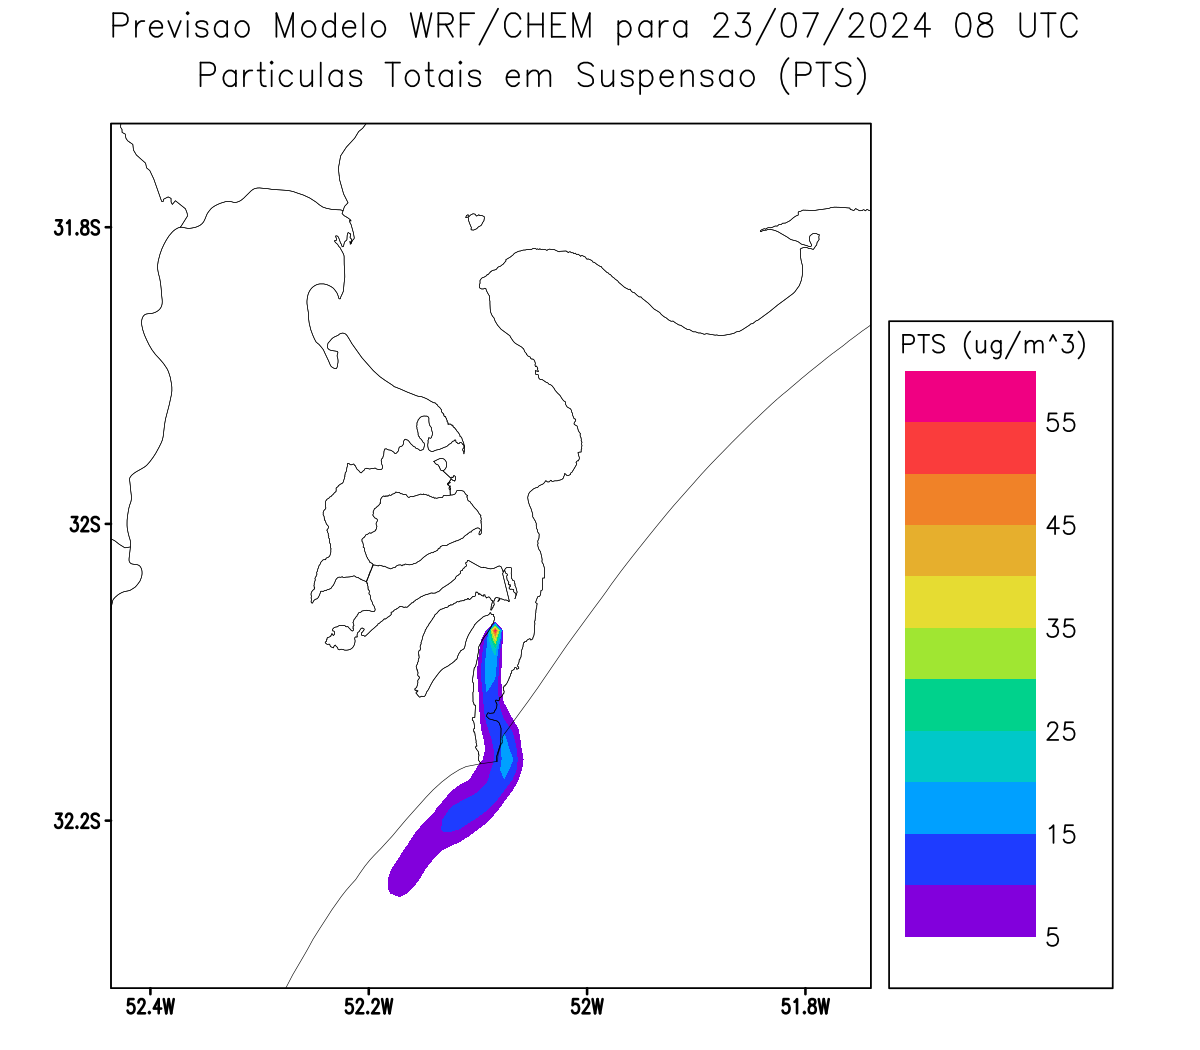 Previsao Modelo WRF/CHEM para 23/07/2024 08 UTC
Particulas Totais em Suspensao (PTS)
31.8S
32S
32.2S
52.4W
52.2W
52W
51.8W
PTS (ug/m^3)
55
45
35
25
15
5